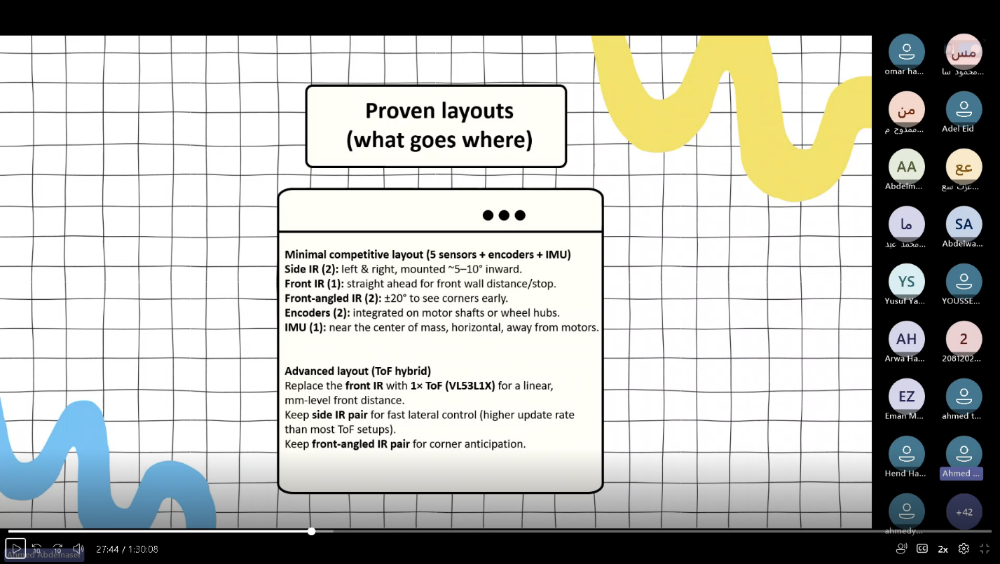 Proven layouts
(what goes where)
Minimal competitive layout (5 sensors + encoders + IMU)
Side IR (2): left & right, mounted ~5–10° inward.
Front IR (1): straight ahead for front wall distance/stop.
Front-angled IR (2): ±20° to see corners early.
Encoders (2): integrated on motor shafts or wheel hubs.
IMU (1): near the center of mass, horizontal, away from motors.
Advanced layout (ToF hybrid)
Replace the front IR with 1× ToF (VL53L1X) for a linear,
mm-level front distance.
Keep side IR pair for fast lateral control (higher update rate
than most ToF setups).
Keep front-angled IR pair for corner anticipation.
omar ha...
مس
محمود سا...
من
ممدوح م...
Adel Eid
AA
Abdelm...
عع
ما
محمد عبد...
SA
Abdelwa...
YS
Yusuf Ya...
YOUSSE...
AH
Arwa Ha...
2
2081202...
EZ
Eman M...
ahmed t...
Hend Ha...
Ahmed ...
ahmedy...
+42
10
10
27:44 / 1:30:08
CC
2x
Ahmed Abdelnaser